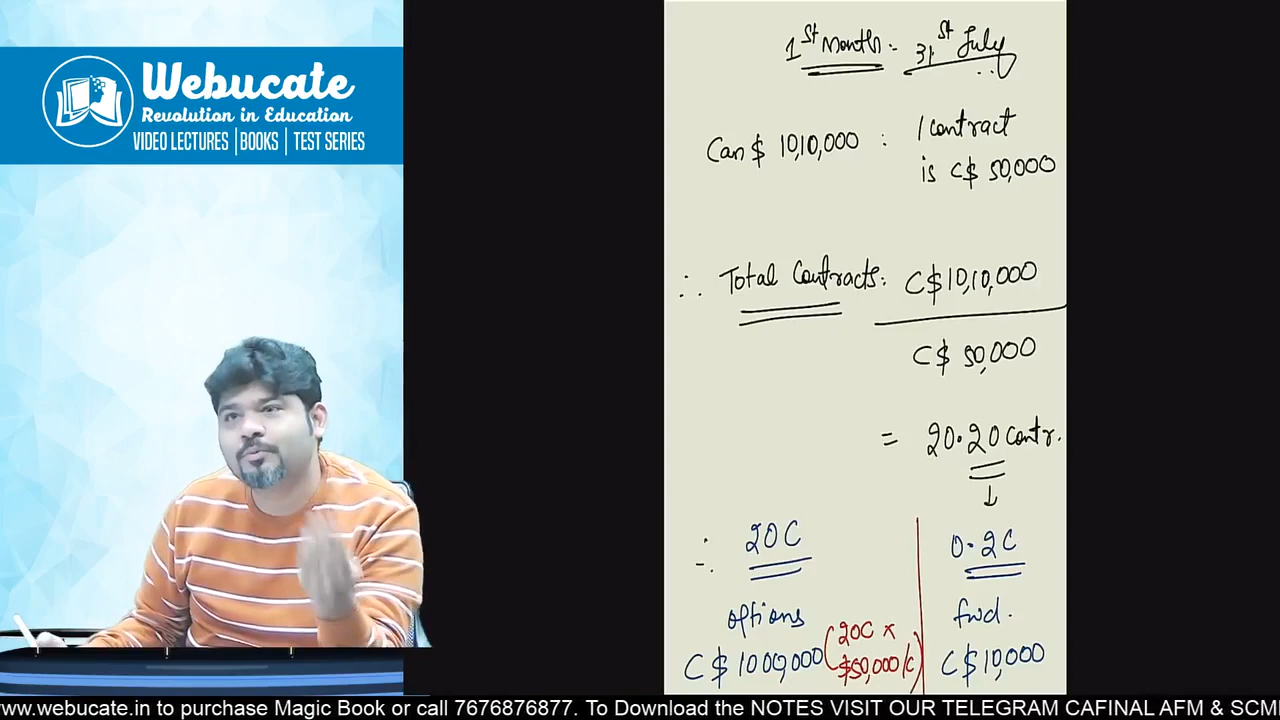 Webucate
Revolution in Education
VIDEO LECTURES | BOOKS | TEST SERIES
1st Month: 31st July
Can $ 10,10,000 : 1 contract
is C$ 50,000
∴ Total Contracts: C$ 10,10,000
C$ 50,000
= 20.20 contr.
↓
∴ 20C 0.2C
options fwd.
C$ 1000,000 (20C x $50,000/C) C$ 10,000
www.webucate.in to purchase Magic Book or call 7676876877. To Download the NOTES VISIT OUR TELEGRAM CAFINAL AFM & SCM